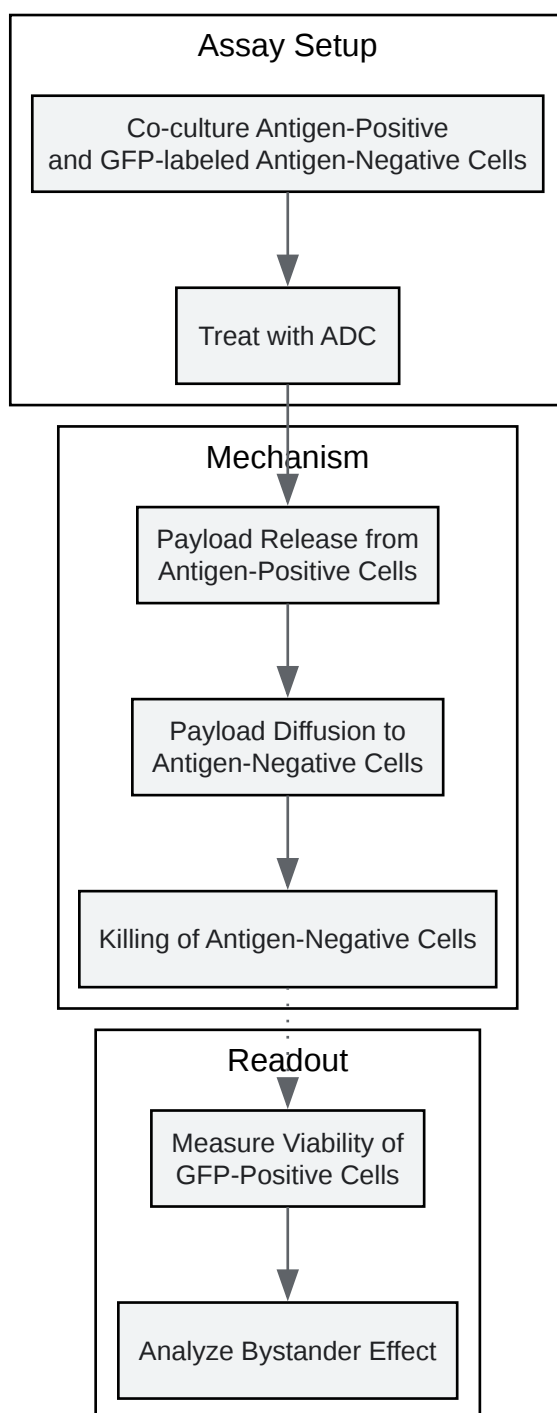 Assay Setup
Co-culture Antigen-Positive
and GFP-labeled Antigen-Negative Cells
Treat with ADC
Mechanism
Payload Release from
Antigen-Positive Cells
Payload Diffusion to
Antigen-Negative Cells
Killing of Antigen-Negative Cells
Readout
Measure Viability of
GFP-Positive Cells
Analyze Bystander Effect